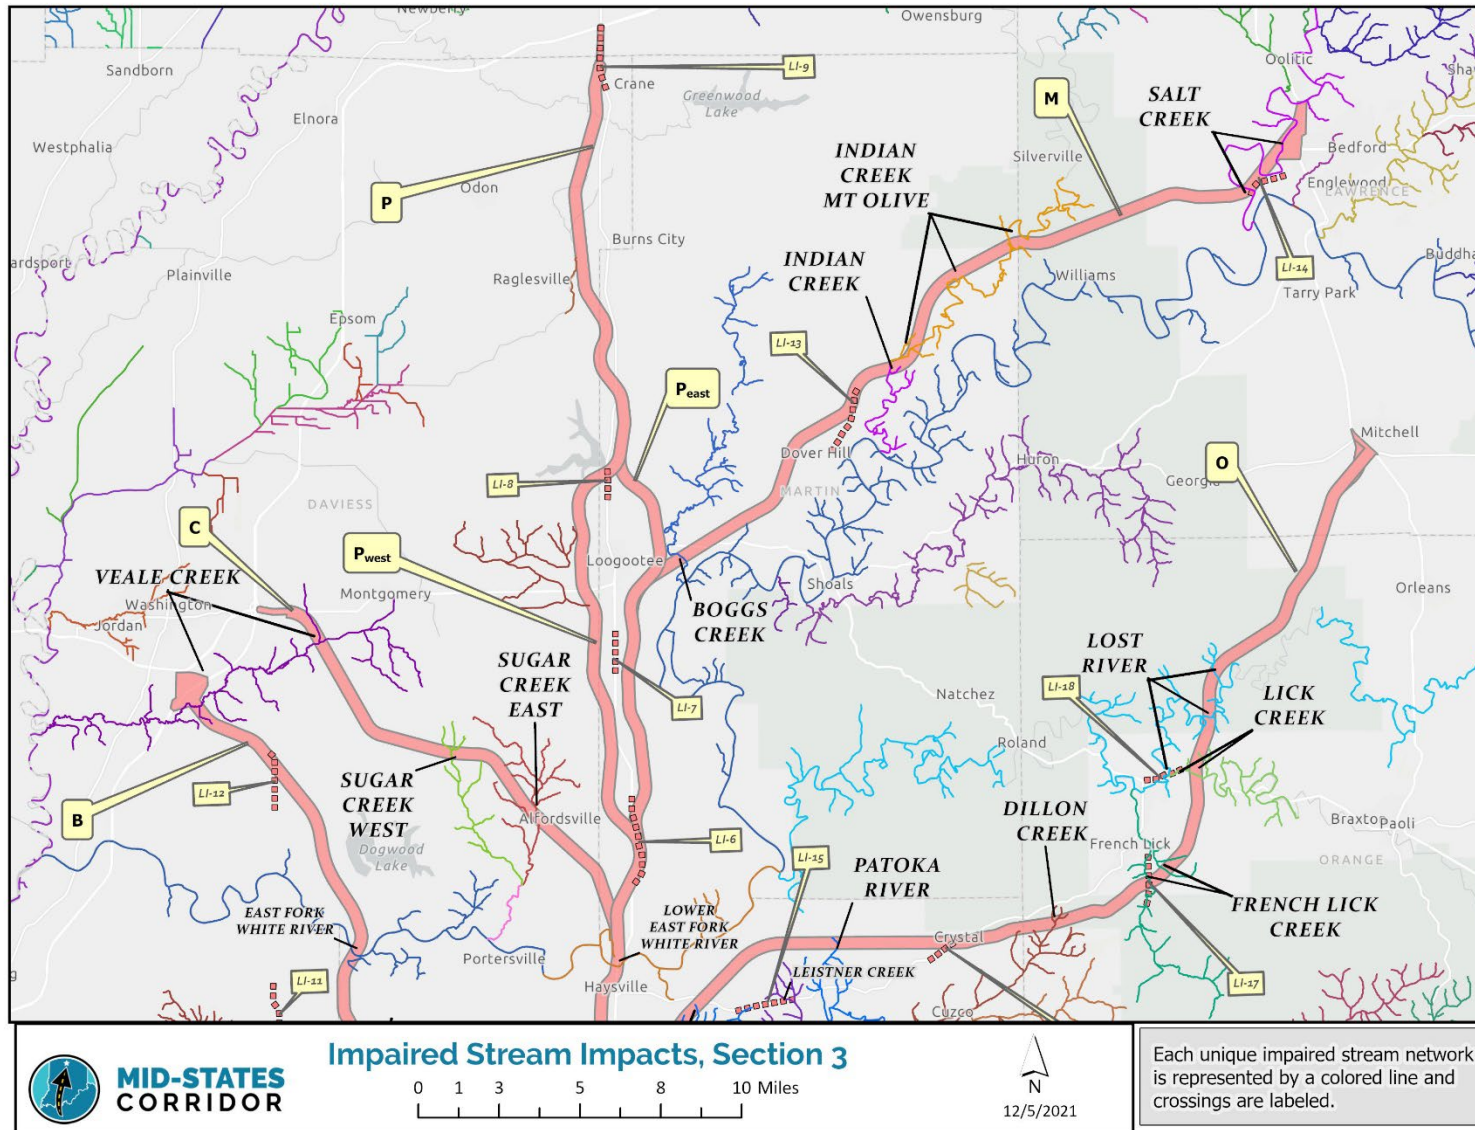 Newberry
Owensburg
Sandborn
LI-9
Crane
Oolitic
Greenwood
Lake
M
SALT
CREEK
Elnora
Westphalia
INDIAN
CREEK
MT OLIVE
Silverville
Bedford
Odon
P
Englewood
LAWRENCE
Burns City
INDIAN
CREEK
ardsport
Plainville
Raglesville
Williams
LI-14
Buddha
Tarry Park
Epsom
LI-13
P east
Mitchell
Dover Hill
Huron
O
LI-8
Georgia
MARTIN
DAVIESS
C
P west
Loogootee
Shoals
Orleans
VEALE CREEK
Montgomery
Washington
BOGGS
CREEK
Jordan
SUGAR
CREEK
EAST
LOST
RIVER
LI-18
LICK
CREEK
Natchez
LI-7
Roland
SUGAR
CREEK
WEST
LI-12
B
Alfordsville
DILLON
CREEK
Braxtop
Paoli
Dogwood
Lake
LI-6
French Lick
LI-15
PATOKA
RIVER
ORANGE
EAST FORK
WHITE RIVER
LOWER
EAST FORK
WHITE RIVER
FRENCH LICK
CREEK
Crystal
Portersville
LEISTNER CREEK
LI-11
Haysville
LI-17
Cuzco
MID-STATES
CORRIDOR
Impaired Stream Impacts, Section 3
0 1 3 5 8 10 Miles
N
12/5/2021
Each unique impaired stream network
is represented by a colored line and
crossings are labeled.